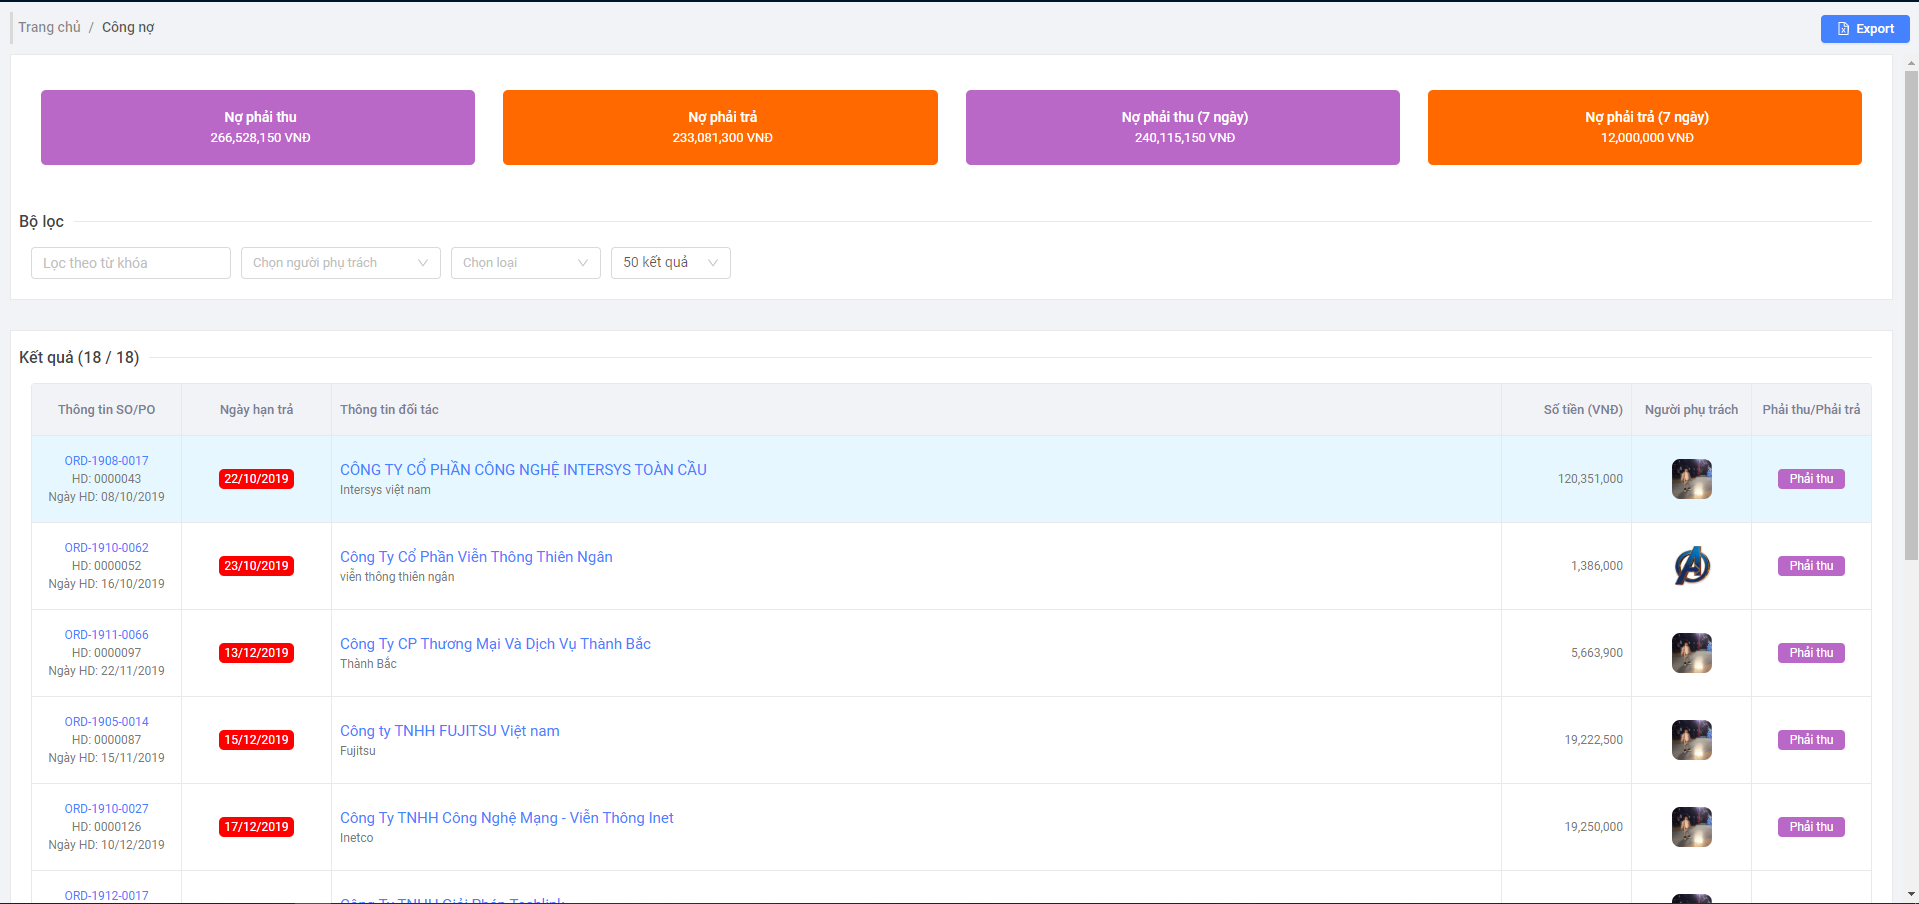 Trang chủ / Công nợ
Export
Nợ phải thu
266,528,150 VNĐ
Nợ phải trả
233,081,300 VNĐ
Nợ phải thu (7 ngày)
240,115,150 VNĐ
Nợ phải trả (7 ngày)
12,000,000 VNĐ
Bộ lọc
Lọc theo từ khóa
Chọn người phụ trách
Chọn loại
50 kết quả
Kết quả (18 / 18)
Thông tin SO/PO
Ngày hạn trả
Thông tin đối tác
Số tiền (VNĐ)
Người phụ trách
Phải thu/Phải trả
ORD-1908-0017
HD: 0000043
Ngày HD: 08/10/2019
22/10/2019
CÔNG TY CỔ PHẦN CÔNG NGHỆ INTERSYS TOÀN CẦU
Intersys việt nam
120,351,000
Phải thu
ORD-1910-0062
HD: 0000052
Ngày HD: 16/10/2019
23/10/2019
Công Ty Cổ Phần Viễn Thông Thiên Ngân
viễn thông thiên ngân
1,386,000
Phải thu
ORD-1911-0066
HD: 0000097
Ngày HD: 22/11/2019
13/12/2019
Công Ty CP Thương Mại Và Dịch Vụ Thành Bắc
Thành Bắc
5,663,900
Phải thu
ORD-1905-0014
HD: 0000087
Ngày HD: 15/11/2019
15/12/2019
Công ty TNHH FUJITSU Việt nam
Fujitsu
19,222,500
Phải thu
ORD-1910-0027
HD: 0000126
Ngày HD: 10/12/2019
17/12/2019
Công Ty TNHH Công Nghệ Mạng - Viễn Thông Inet
Inetco
19,250,000
Phải thu
ORD-1912-0017
Công Ty TNHH Giải Pháp Techlink